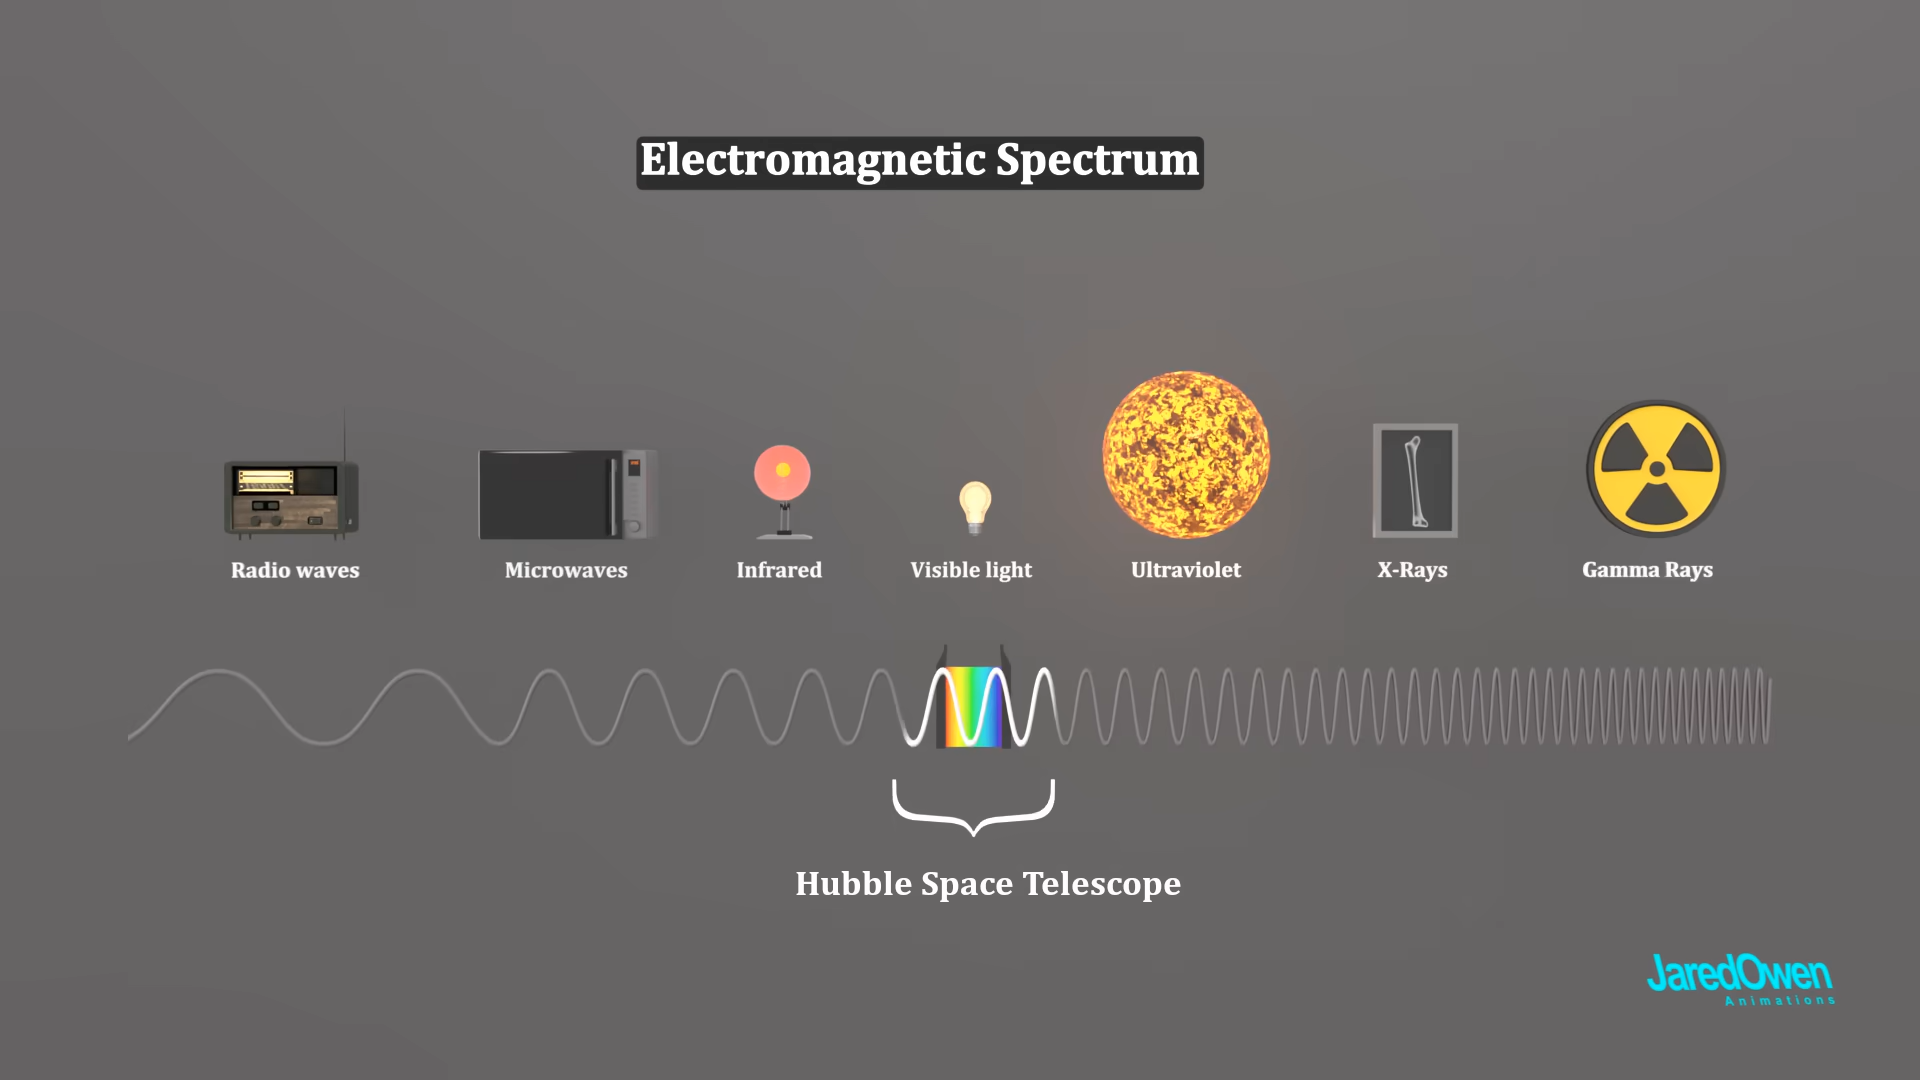 Electromagnetic Spectrum
Radio waves
Microwaves
Infrared
Visible light
Ultraviolet
X-Rays
Gamma Rays
Hubble Space Telescope
JaredOwen
Animations